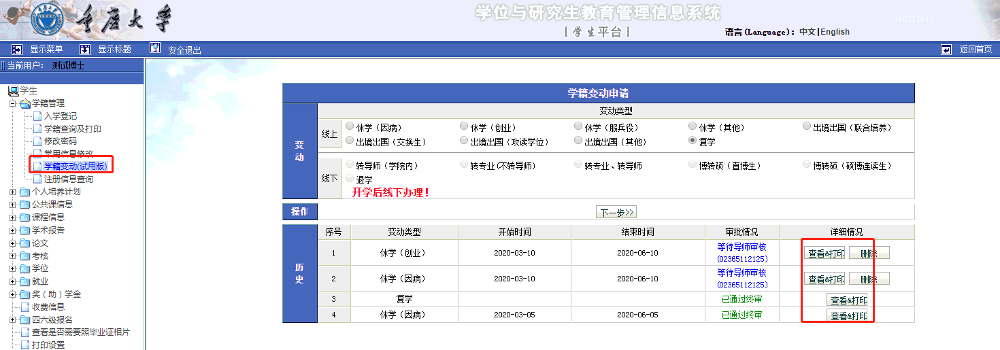 重庆大学
学位与研究生教育管理信息系统
[学生平台]
语言(Language)：中文|English
110110810
显示菜单 显示标题 安全退出 返回首页
当前用户： 测试博士
学生
学籍管理
入学登记
学籍查询及打印
修改密码
常用信息修改
学籍变动(试用版)
注册信息查询
个人培养计划
公共课信息
课程信息
学术报告
论文
考核
学位
就业
奖（助）学金
收费信息
四六级报名
查看是否需要照毕业证相片
打印设置
学籍变动申请
变动
变动类型
线上
休学（因病） 休学（创业） 休学（服兵役） 休学（其他） 出境出国（联合培养）
出境出国（交换生） 出境出国（攻读学位） 出境出国（其他） 复学
线下
转导师（学院内） 转专业(不转导师) 转专业、转导师 博转硕（直博生） 博转硕（硕博连读生）
退学
开学后线下办理！
操作
下一步>>
历史
序号 变动类型 开始时间 结束时间 审批情况 详细情况
1 休学（创业） 2020-03-10 2020-06-10 等待导师审核(02365112125) 查看&打印 删除
2 休学（因病） 2020-03-10 2020-06-10 等待导师审核(02365112125) 查看&打印 删除
3 复学 已通过终审 查看&打印
4 休学（因病） 2020-03-05 2020-06-05 已通过终审 查看&打印